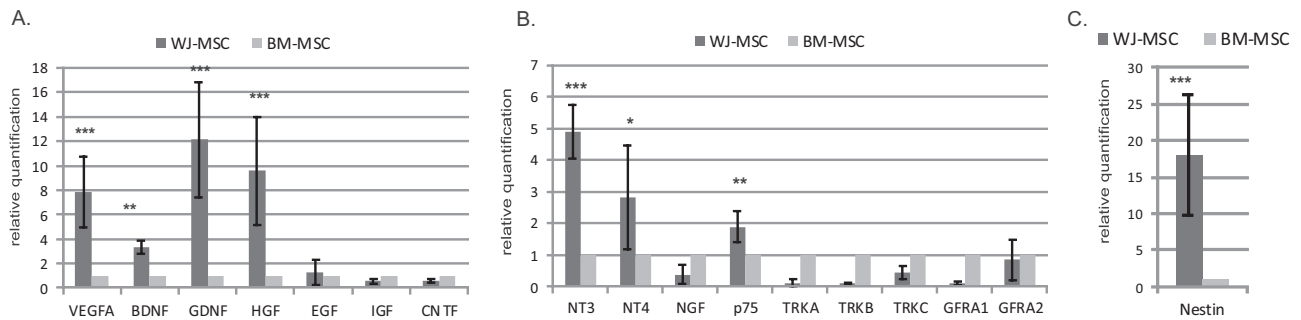 A.
WJ-MSC BM-MSC
relative quantification
18
16
14
12
10
8
6
4
2
0
***
**
***
***
VEGFA BDNF GDNF HGF EGF IGF CNTF
B.
WJ-MSC BM-MSC
relative quantification
7
6
5
4
3
2
1
0
***
*
**
NT3 NT4 NGF p75 TRKA TRKB TRKC GFRA1 GFRA2
C.
WJ-MSC BM-MSC
relative quantification
30
25
20
15
10
5
0
***
Nestin